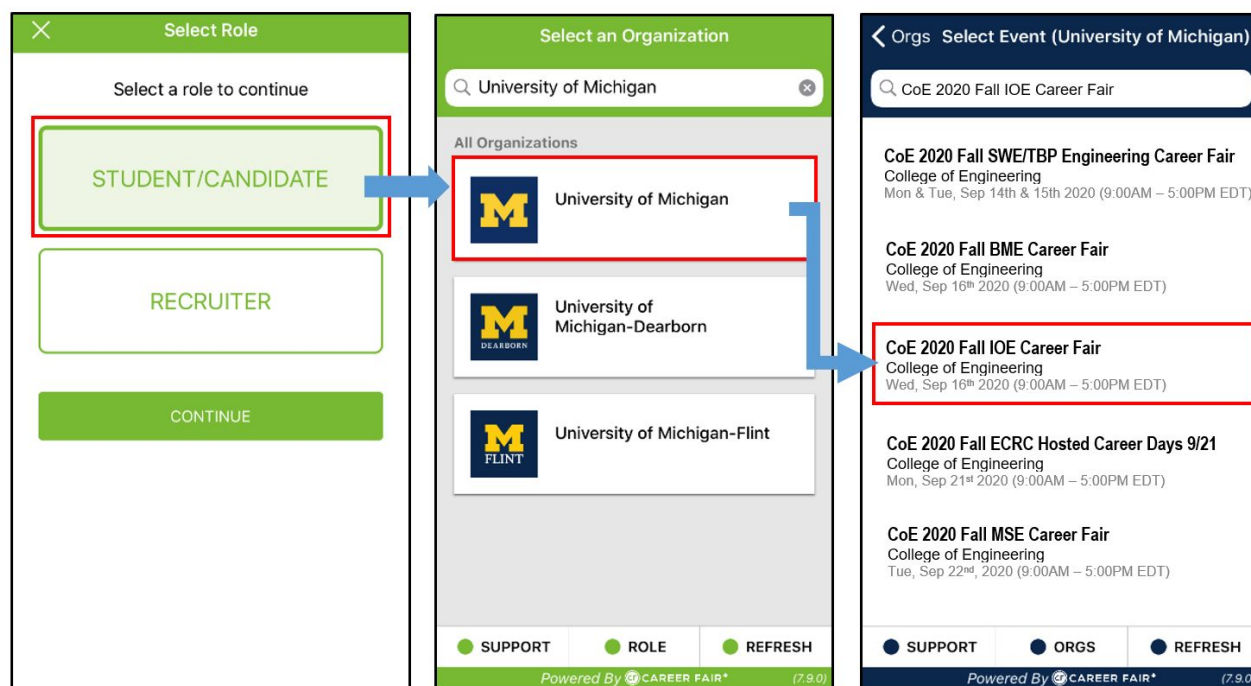 Select Role
Select a role to continue
STUDENT/CANDIDATE
RECRUITER
CONTINUE
Select an Organization
University of Michigan
All Organizations
M
University of Michigan
M
DEARBORN
University of
Michigan-Dearborn
M
FLINT
University of Michigan-Flint
SUPPORT ROLE REFRESH
Powered By CF CAREER FAIR+ (7.9.0)
Orgs Select Event (University of Michigan)
CoE 2020 Fall IOE Career Fair
CoE 2020 Fall SWE/TBP Engineering Career Fair
College of Engineering
Mon & Tue, Sep 14th & 15th 2020 (9:00AM – 5:00PM EDT)
CoE 2020 Fall BME Career Fair
College of Engineering
Wed, Sep 16th 2020 (9:00AM – 5:00PM EDT)
CoE 2020 Fall IOE Career Fair
College of Engineering
Wed, Sep 16th 2020 (9:00AM – 5:00PM EDT)
CoE 2020 Fall ECRC Hosted Career Days 9/21
College of Engineering
Mon, Sep 21st 2020 (9:00AM – 5:00PM EDT)
CoE 2020 Fall MSE Career Fair
College of Engineering
Tue, Sep 22nd, 2020 (9:00AM – 5:00PM EDT)
SUPPORT ORGS REFRESH
Powered By CF CAREER FAIR+ (7.9.0